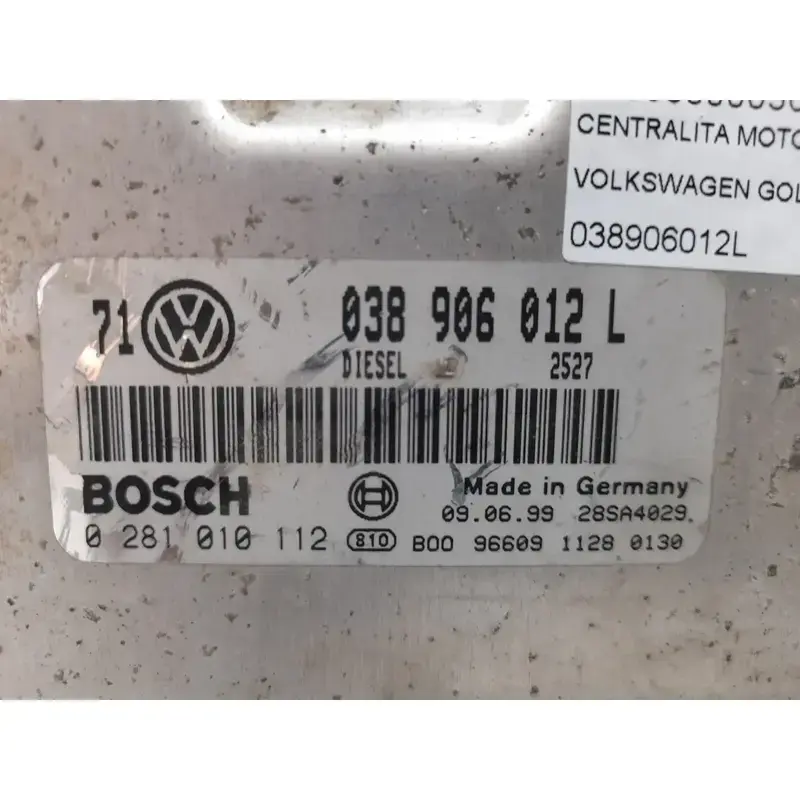 CENTRALITA MOTO
VOLKSWAGEN GOL
038906012L
71 VW 038 906 012 L
DIESEL 2527
BOSCH Made in Germany
09.06.99 28SA4029
0 281 010 112 810 B00 96609 1128 0130